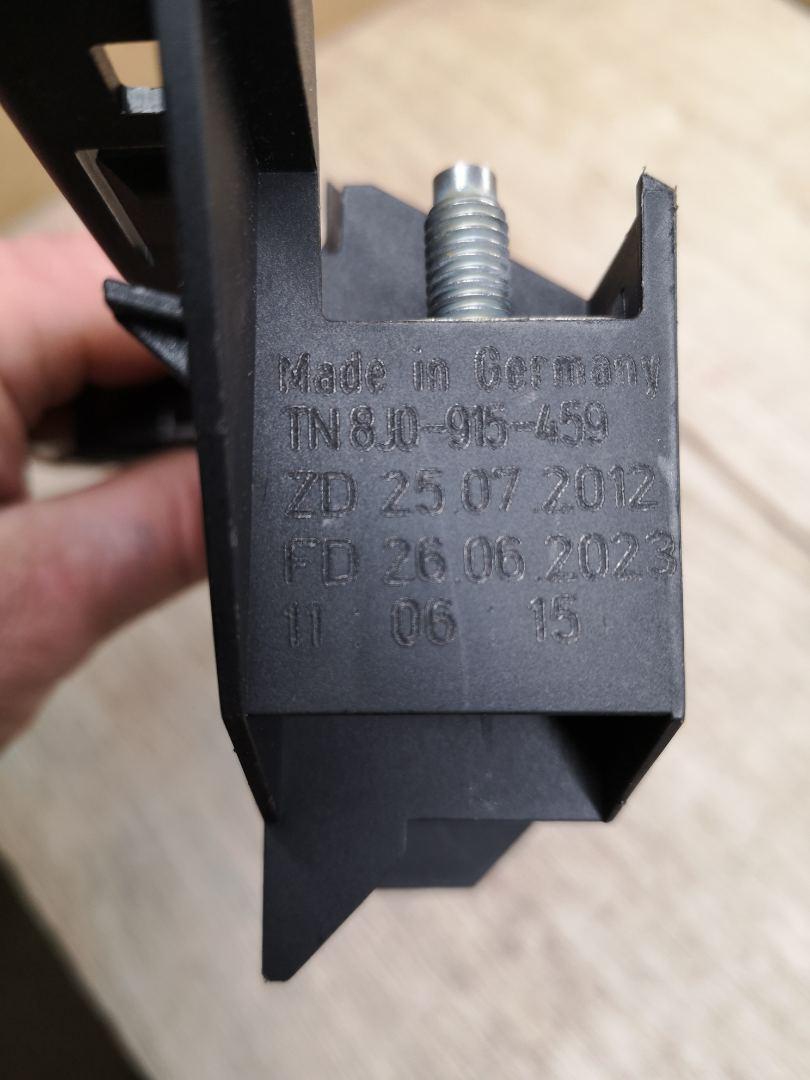 Made in Germany
TN 8J0-915-459
ZD 25.07.2012
FD 26.06.2023
11 : 06 : 15